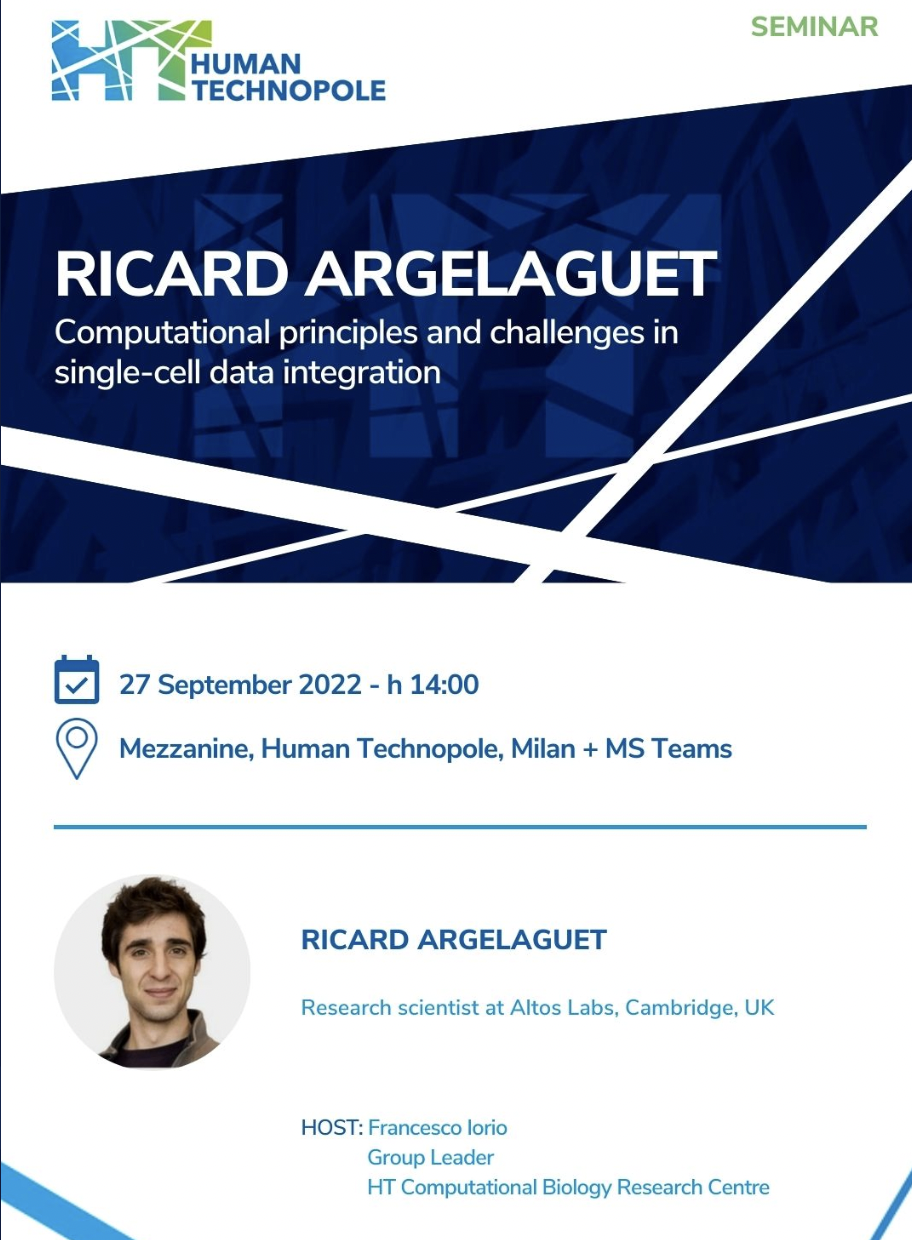 HUMAN
TECHNOPOLE
SEMINAR
RICARD ARGELAGUET
Computational principles and challenges in
single-cell data integration
27 September 2022 - h 14:00
Mezzanine, Human Technopole, Milan + MS Teams
RICARD ARGELAGUET
Research scientist at Altos Labs, Cambridge, UK
HOST: Francesco Iorio
Group Leader
HT Computational Biology Research Centre